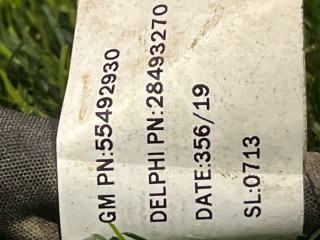 GM PN:55492930
DELPHI PN:28493270
DATE:356/19
SL:0713